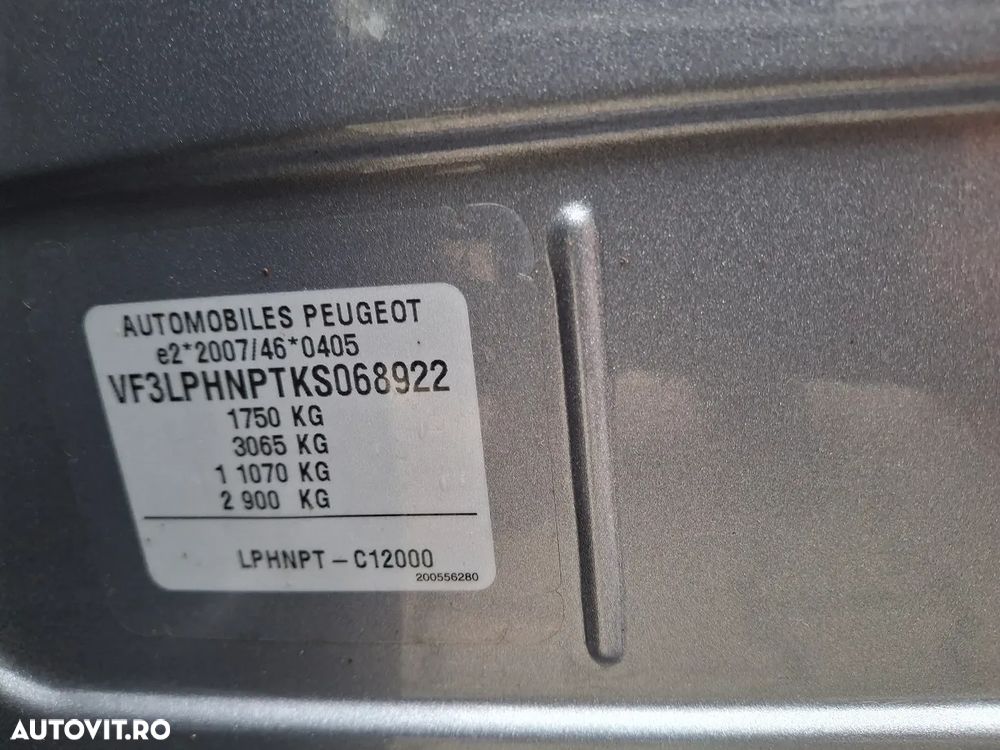 AUTOMOBILES PEUGEOT
e2*2007/46*0405
VF3LPHNPTKS068922
1750 KG
3065 KG
1 1070 KG
2 900 KG
LPHNPT - C12000
200556280
AUTOVIT.RO